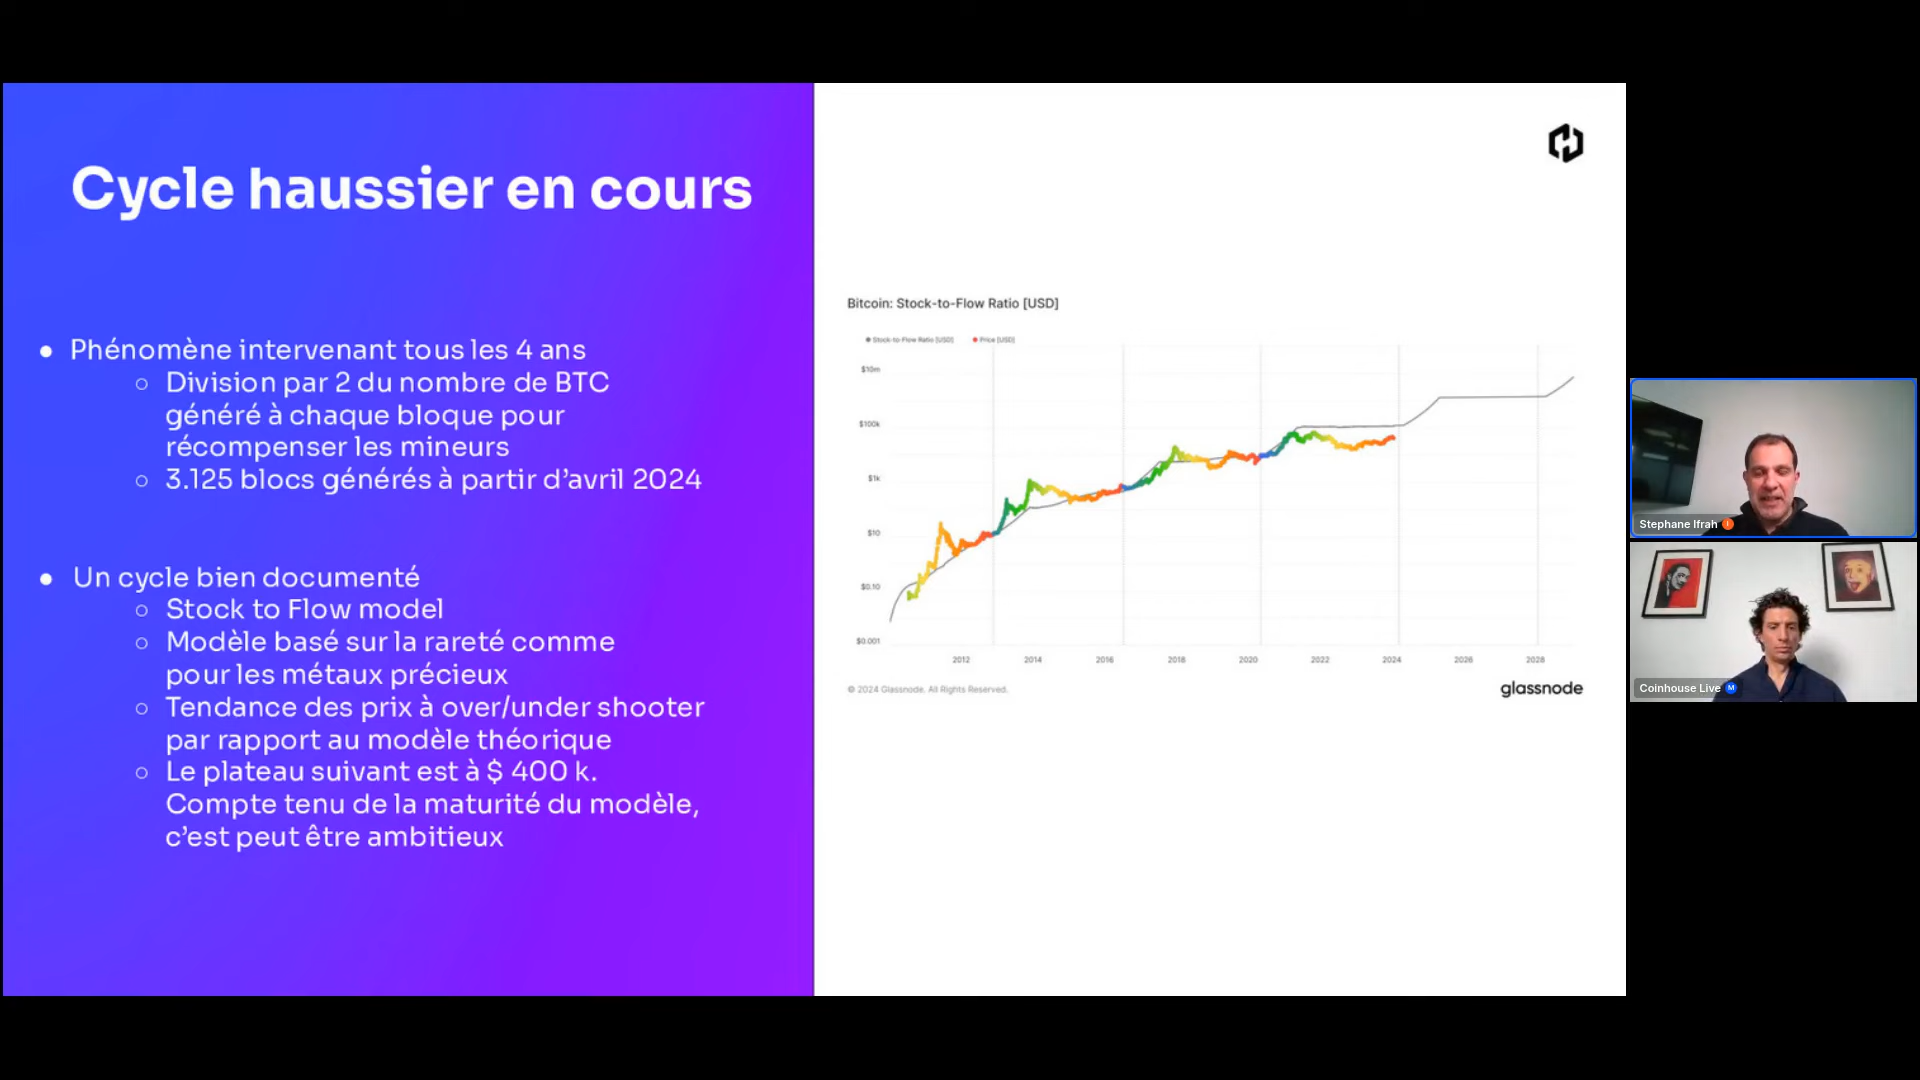 Cycle haussier en cours
● Phénomène intervenant tous les 4 ans
○ Division par 2 du nombre de BTC
généré à chaque bloque pour
récompenser les mineurs
○ 3.125 blocs générés à partir d’avril 2024
● Un cycle bien documenté
○ Stock to Flow model
○ Modèle basé sur la rareté comme
pour les métaux précieux
○ Tendance des prix à over/under shooter
par rapport au modèle théorique
○ Le plateau suivant est à $ 400 k.
Compte tenu de la maturité du modèle,
c’est peut être ambitieux
Bitcoin: Stock-to-Flow Ratio [USD]
Stock-to-Flow Ratio [USD] Price [USD]
$10m
$100k
$1k
$10
$0.10
$0.001
2012 2014 2016 2018 2020 2022 2024 2026 2028
© 2024 Glassnode. All Rights Reserved.
glassnode
Stephane Ifrah I
Coinhouse Live M